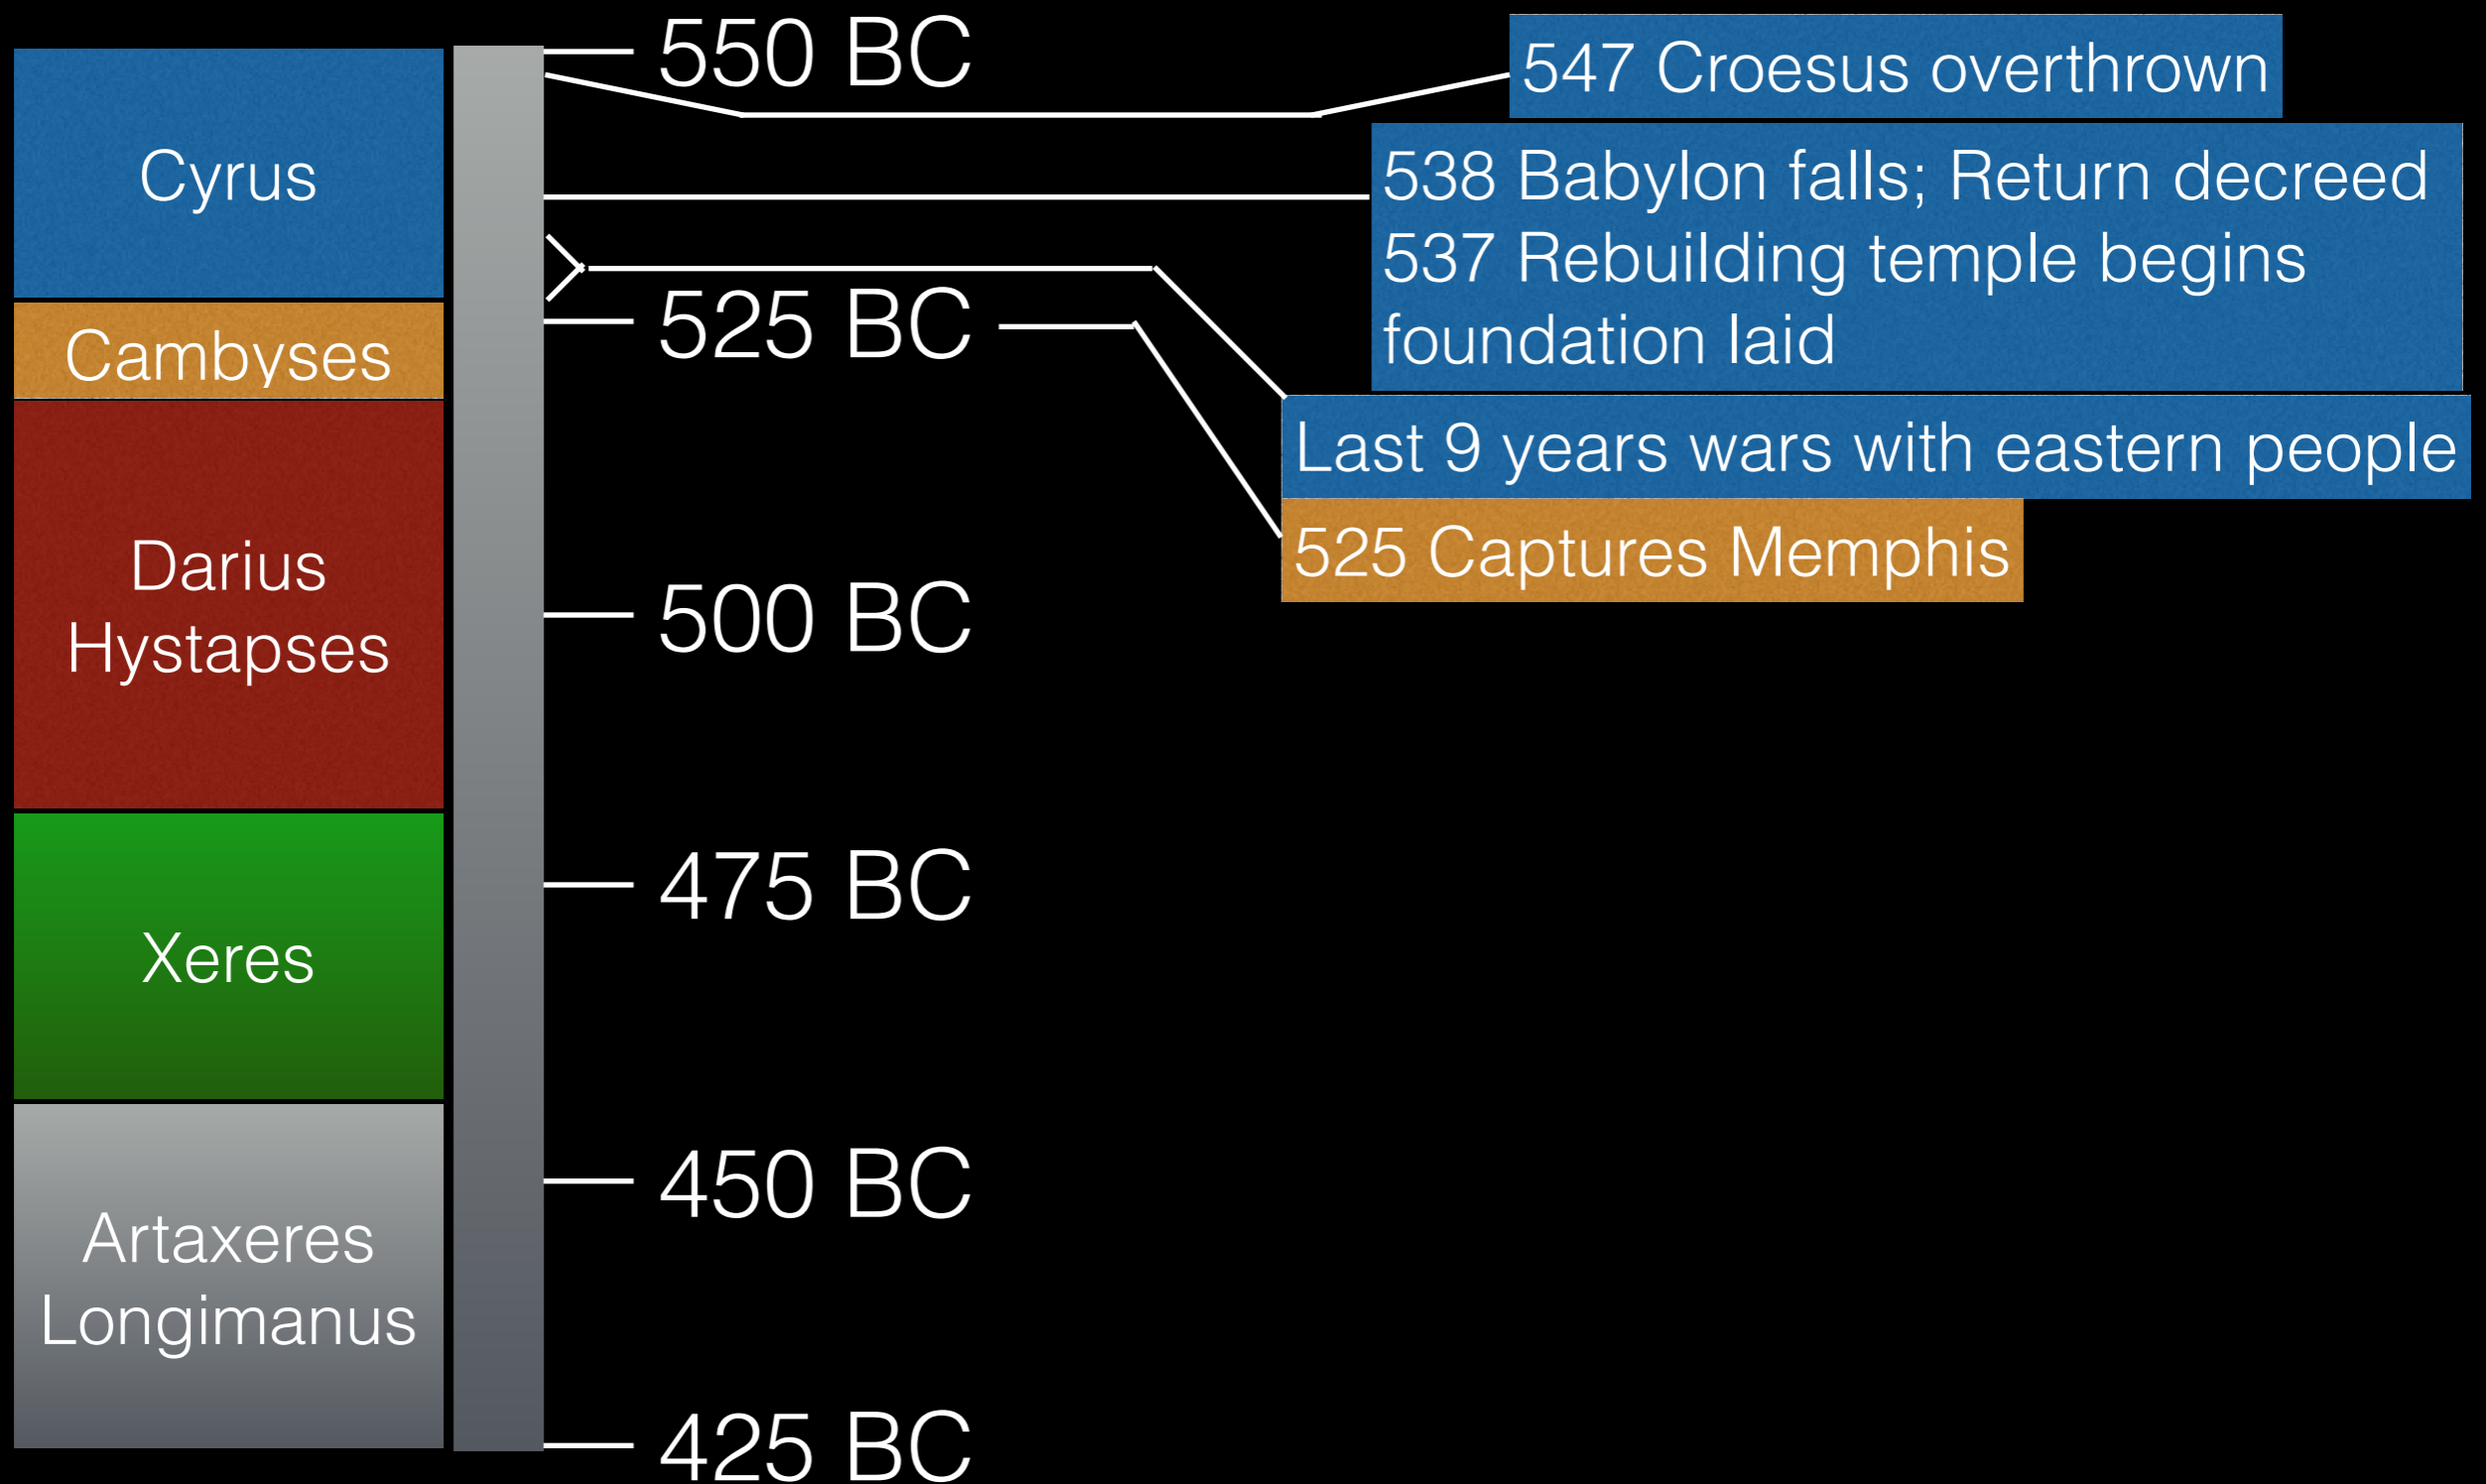 Cyrus
Cambyses
Darius
Hystapses
Xeres
Artaxeres
Longimanus
550 BC
525 BC
500 BC
475 BC
450 BC
425 BC
547 Croesus overthrown
538 Babylon falls; Return decreed
537 Rebuilding temple begins
foundation laid
Last 9 years wars with eastern people
525 Captures Memphis